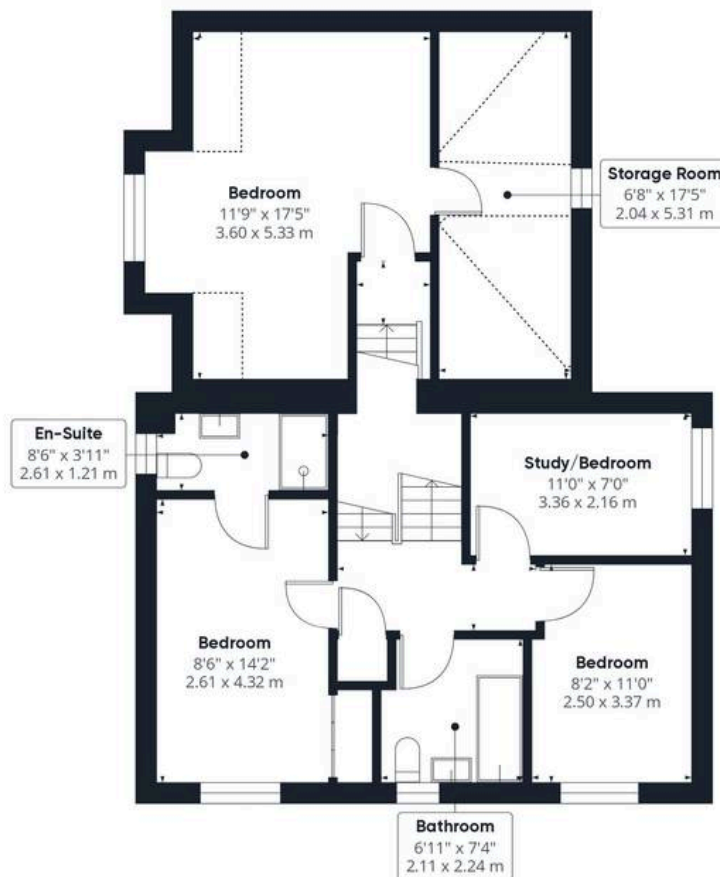 Bedroom
11'9" x 17'5"
3.60 x 5.33 m
Storage Room
6'8" x 17'5"
2.04 x 5.31 m
En-Suite
8'6" x 3'11"
2.61 x 1.21 m
Study/Bedroom
11'0" x 7'0"
3.36 x 2.16 m
Bedroom
8'6" x 14'2"
2.61 x 4.32 m
Bedroom
8'2" x 11'0"
2.50 x 3.37 m
Bathroom
6'11" x 7'4"
2.11 x 2.24 m